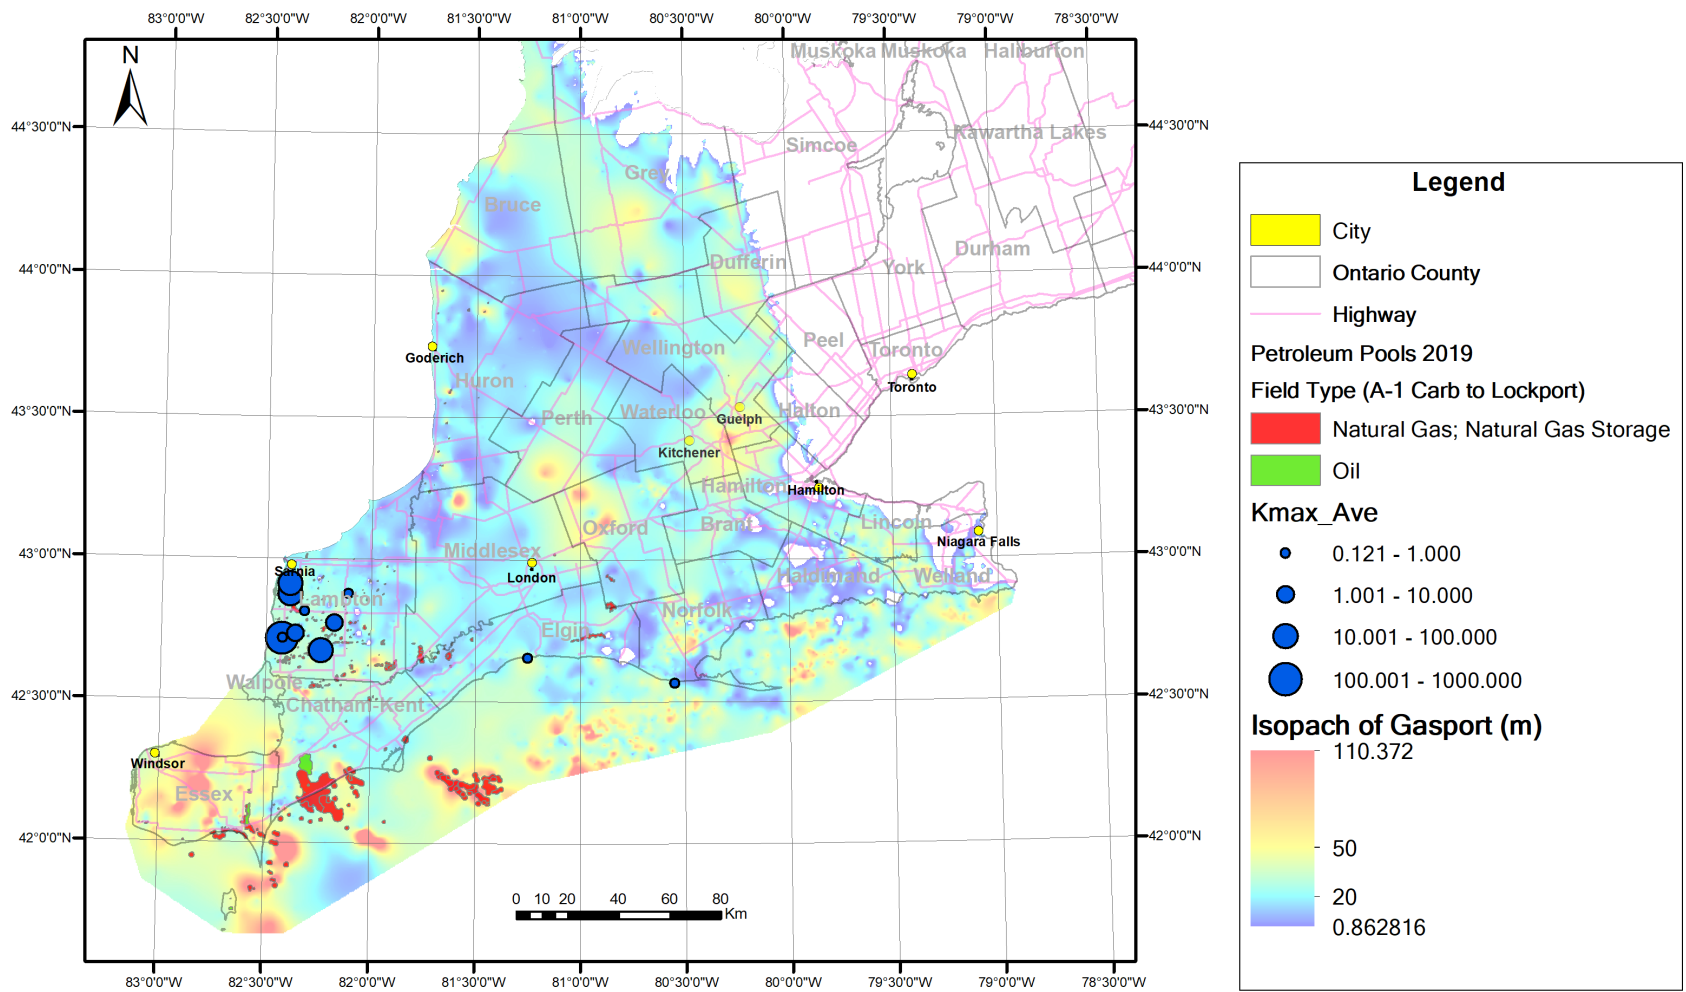 83°0'0"W 82°30'0"W 82°0'0"W 81°30'0"W 81°0'0"W 80°30'0"W 80°0'0"W 79°30'0"W 79°0'0"W 78°30'0"W
N
Muskoka Muskoka Haliburton
44°30'0"N 44°30'0"N
Kawartha Lakes
Simcoe
Grey
Bruce
Durham
Dufferin
York
44°0'0"N 44°0'0"N
Peel
Wellington
Toronto
Goderich
Huron
Toronto
43°30'0"N 43°30'0"N
Perth
Waterloo
Halton
Guelph
Kitchener
Hamilton
Hamilton
Oxford
Brant
Lincoln
Niagara Falls
43°0'0"N 43°0'0"N
Middlesex
Sarnia
London
Haldimand
Welland
Lambton
Norfolk
Elgin
Walpole
42°30'0"N 42°30'0"N
Chatham-Kent
Windsor
Essex
42°0'0"N 42°0'0"N
0 10 20 40 60 80
Km
83°0'0"W 82°30'0"W 82°0'0"W 81°30'0"W 81°0'0"W 80°30'0"W 80°0'0"W 79°30'0"W 79°0'0"W 78°30'0"W
Legend
City
Ontario County
Highway
Petroleum Pools 2019
Field Type (A-1 Carb to Lockport)
Natural Gas; Natural Gas Storage
Oil
Kmax_Ave
0.121 - 1.000
1.001 - 10.000
10.001 - 100.000
100.001 - 1000.000
Isopach of Gasport (m)
110.372
50
20
0.862816